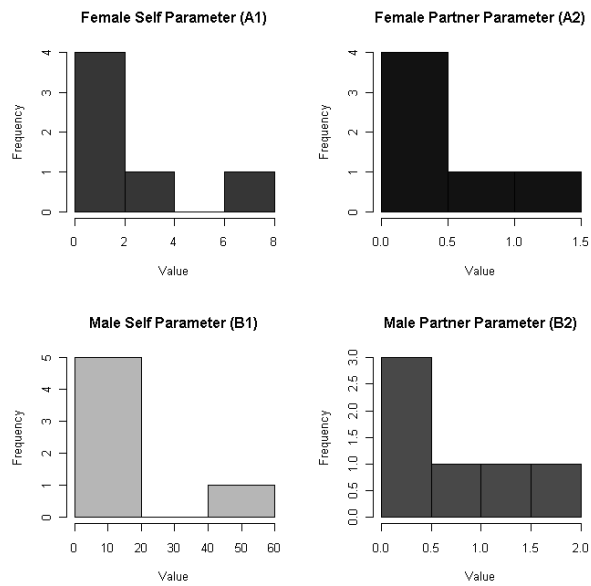 Female Self Parameter (A1)
Frequency
0 1 2 3 4
0 2 4 6 8
Value
Female Partner Parameter (A2)
Frequency
0 1 2 3 4
0.0 0.5 1.0 1.5
Value
Male Self Parameter (B1)
Frequency
0 1 2 3 4 5
0 10 20 30 40 50 60
Value
Male Partner Parameter (B2)
Frequency
0.0 0.5 1.0 1.5 2.0 2.5 3.0
0.0 0.5 1.0 1.5 2.0
Value